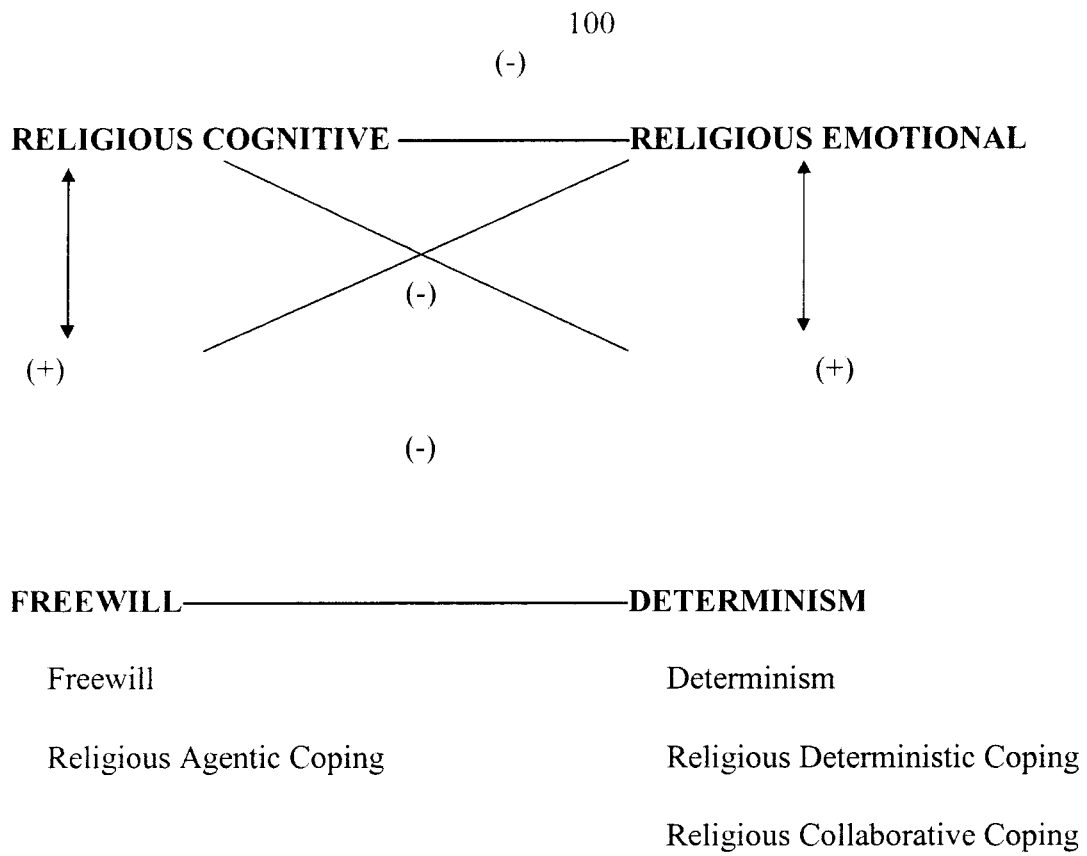 100
(-)
RELIGIOUS COGNITIVE RELIGIOUS EMOTIONAL
(-)
(+) (+)
(-)
FREEWILL DETERMINISM
Freewill Determinism
Religious Agentic Coping Religious Deterministic Coping
Religious Collaborative Coping